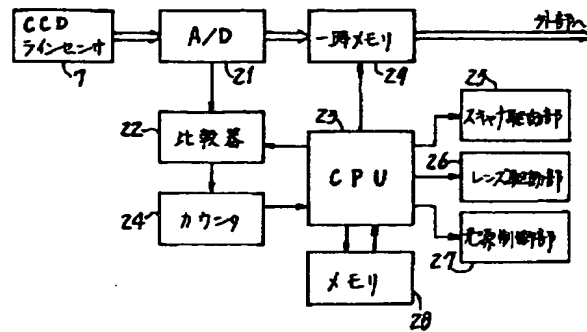 CCD
ラインセンサ
7
A/D
21
一時メモリ
29
外部へ
22
比較器
23
CPU
25
スキャナ駆動部
26
レンズ駆動部
24
カウンタ
光源制御部
27
メモリ
28